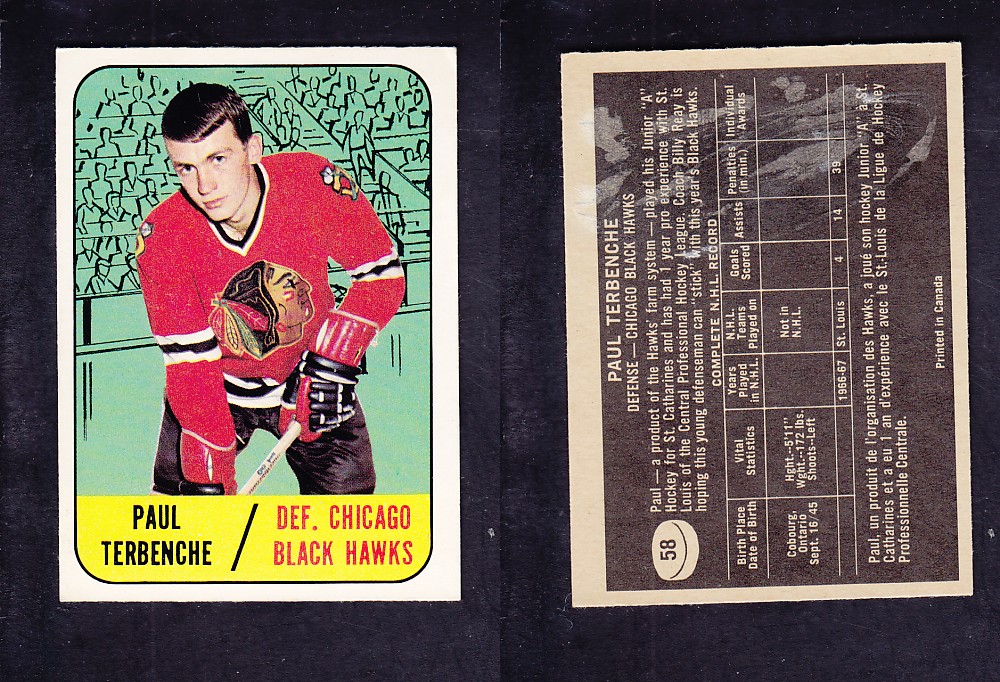 PAUL
TERBENCHE
/
DEF. CHICAGO
BLACK HAWKS
58
PAUL TERBENCHE
DEFENSE — CHICAGO BLACK HAWKS
Paul — a product of the Hawks' farm system — played his Junior "A"
Hockey for St. Catharines and has had 1 year pro experience with St.
Louis of the Central Professional Hockey League. Coach Billy Reay is
hoping this young defenseman can "stick" with this year's Black Hawks.
COMPLETE N.H.L. RECORD
Birth Place
Date of Birth
Vital
Statistics
Years
Played
in N.H.L.
N.H.L.
Teams
Played on
Goals
Scored
Assists
Penalties
(in min.)
Individual
Awards
Cobourg,
Ontario
Sept. 16/45
Hght.--5'11"
Wght.-172 lbs.
Shoots--Left
Not in
N.H.L.
1966-67 St. Louis 4 14 39
Paul, un produit de l'organisation des Hawks, a joué son hockey Junior "A" à St.
Catharines et a eu 1 an d'expérience avec le St-Louis de la Ligue de Hockey
Professionnelle Centrale.
Printed in Canada